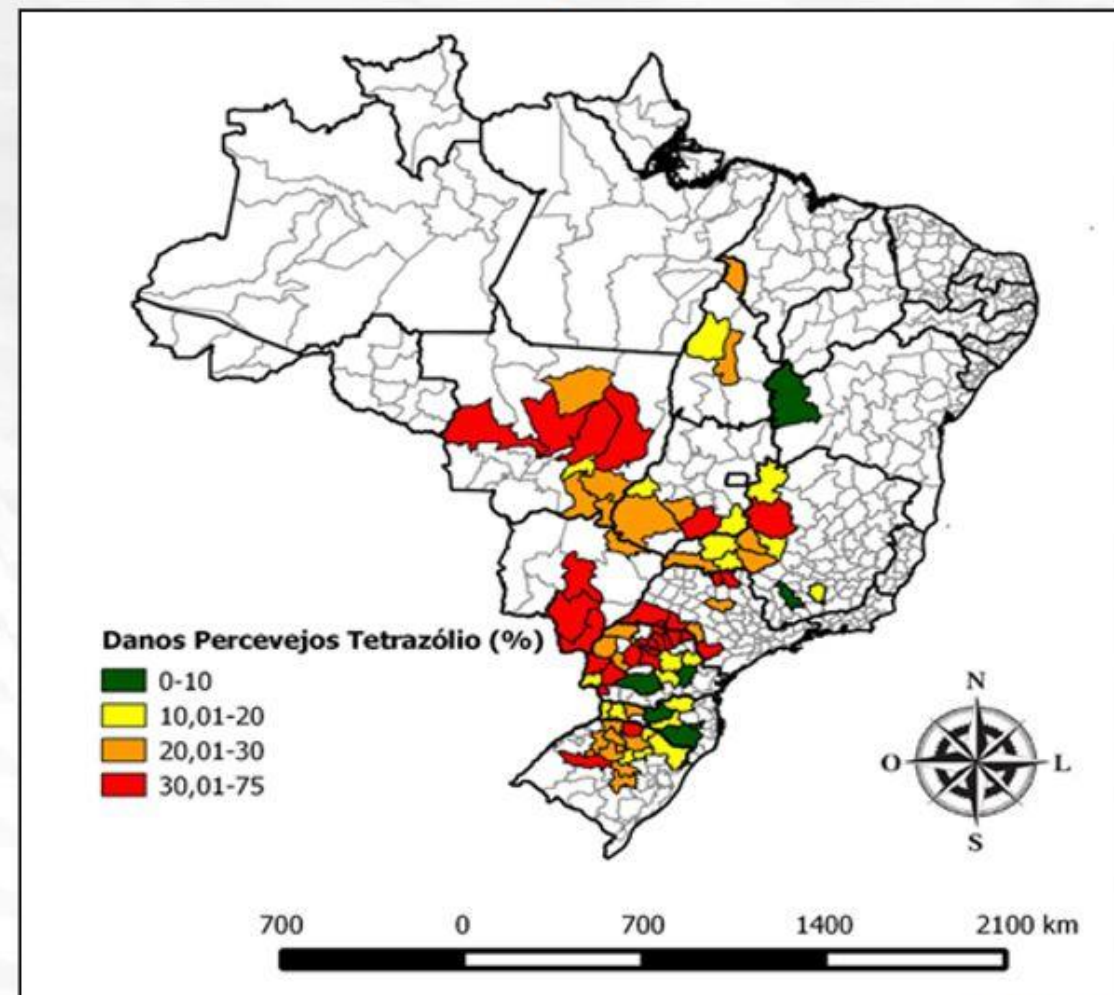 Danos Percevejos Tetrazólio (%)
0-10
10,01-20
20,01-30
30,01-75
N
O
L
S
700 0 700 1400 2100 km